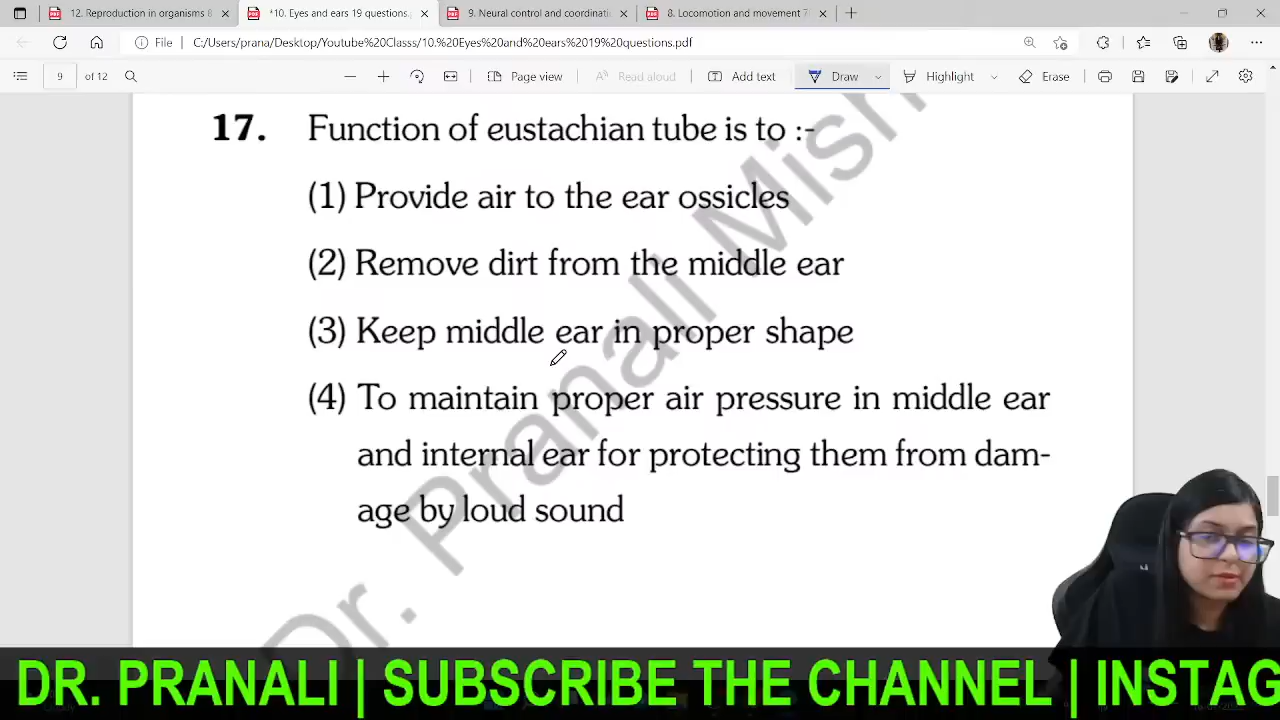 12. Reproduction in organisms 6
*10. Eyes and ears 19 questions.
9. Neural control and coordinati
8. Locomotion and movement 7
File
C:/Users/prana/Desktop/Youtube%20Classs/10.%20Eyes%20and%20ears%2019%20questions.pdf
9 of 12
Page view
Read aloud
Add text
Draw
Highlight
Erase
17. Function of eustachian tube is to :-
(1) Provide air to the ear ossicles
(2) Remove dirt from the middle ear
(3) Keep middle ear in proper shape
(4) To maintain proper air pressure in middle ear
and internal ear for protecting them from dam-
age by loud sound
Dr. Pranali Mish
DR. PRANALI | SUBSCRIBE THE CHANNEL | INSTAG